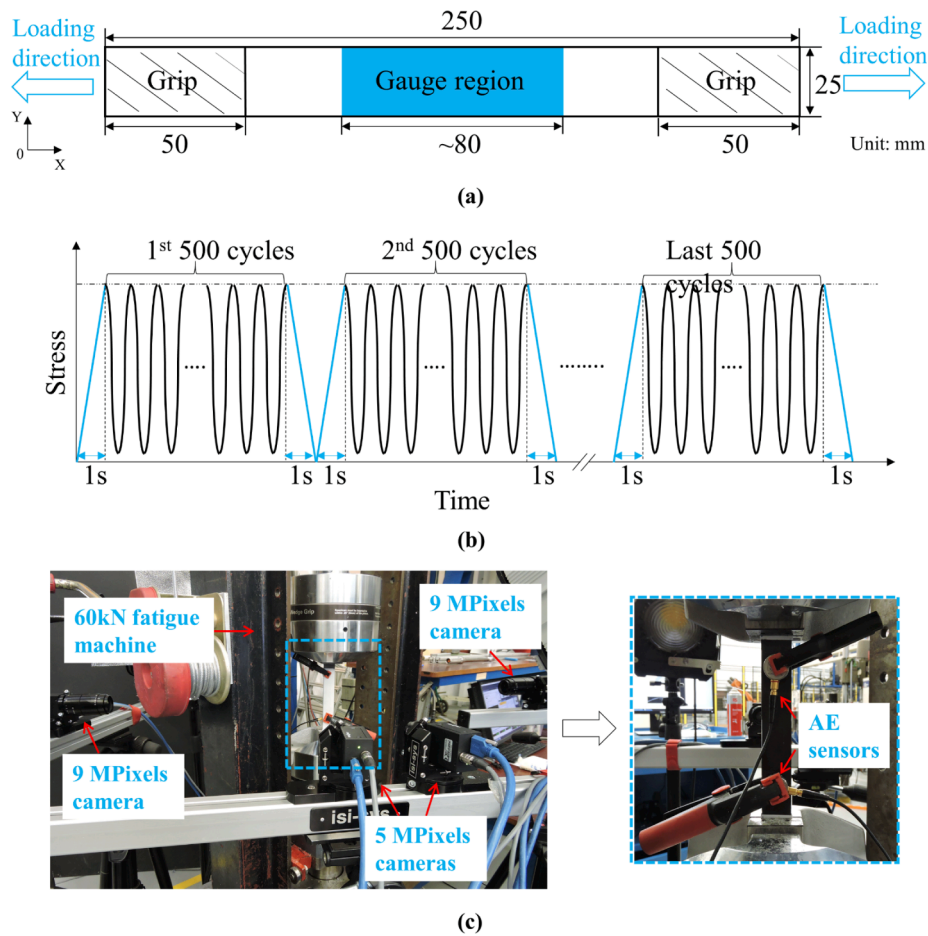 250
Loading
direction
Loading
direction
Grip
Gauge region
Grip
25
Y
0
X
50
~80
50
Unit: mm
(a)
1st 500 cycles
2nd 500 cycles
Last 500
cycles
Stress
....
....
........
....
1s
1s
1s
1s
1s
1s
Time
(b)
60kN fatigue
machine
9 MPixels
camera
9 MPixels
camera
5 MPixels
cameras
isi-sys
AE
sensors
(c)